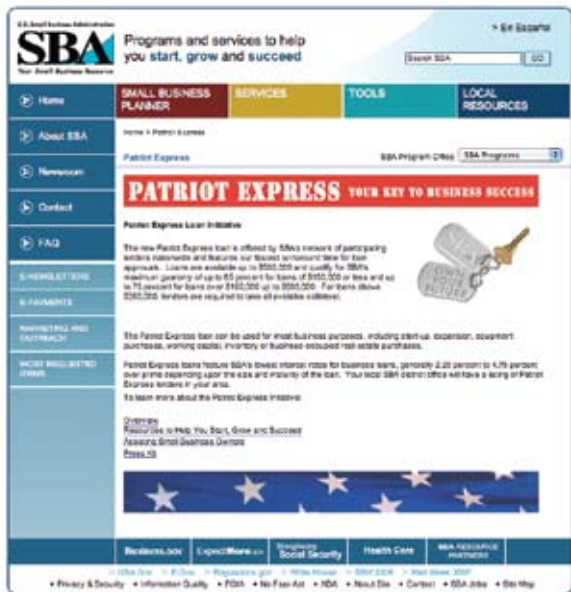 U.S. Small Business Administration
SBA
Your Small Business Resource
Programs and services to help
you start, grow and succeed
> En Español
Search SBA
GO
Home
About SBA
Newsroom
Contact
FAQ
E-NEWSLETTERS
E-PAYMENTS
MARKETING AND
OUTREACH
MOST REQUESTED
ITEMS
SMALL BUSINESS
PLANNER
SERVICES
TOOLS
LOCAL
RESOURCES
Home > Patriot Express
Patriot Express
SBA Program Office
SBA Programs
PATRIOT EXPRESS YOUR KEY TO BUSINESS SUCCESS
Patriot Express Loan Initiative
The new Patriot Express loan is offered by SBA's network of participating
lenders nationwide and features our fastest turnaround time for loan
approvals. Loans are available up to $500,000 and qualify for SBA's
maximum guaranty of up to 85 percent for loans of $150,000 or less and up
to 75 percent for loans over $150,000 up to $500,000. For loans above
$350,000, lenders are required to take all available collateral.
OWN
YOUR
FUTURE
The Patriot Express loan can be used for most business purposes, including start-up, expansion, equipment
purchases, working capital, inventory or business-occupied real-estate purchases.
Patriot Express loans feature SBA's lowest interest rates for business loans, generally 2.25 percent to 4.75 percent
over prime depending upon the size and maturity of the loan. Your local SBA district office will have a listing of Patriot
Express lenders in your area.
To learn more about the Patriot Express Initiative:
Overview
Resources to Help You Start, Grow and Succeed
Assisting Small Business Owners
Press Kit
Business.gov
ExpectMore.gov
Strengthening
Social Security
Health Care
SBA RESOURCE
PARTNERS
> USA.Gov > E-Gov > Regulations.gov > White House
• Privacy & Security • Information Quality • FOIA • No Fear Act • ADA • About Site • Contact • SBA Jobs • Site Map